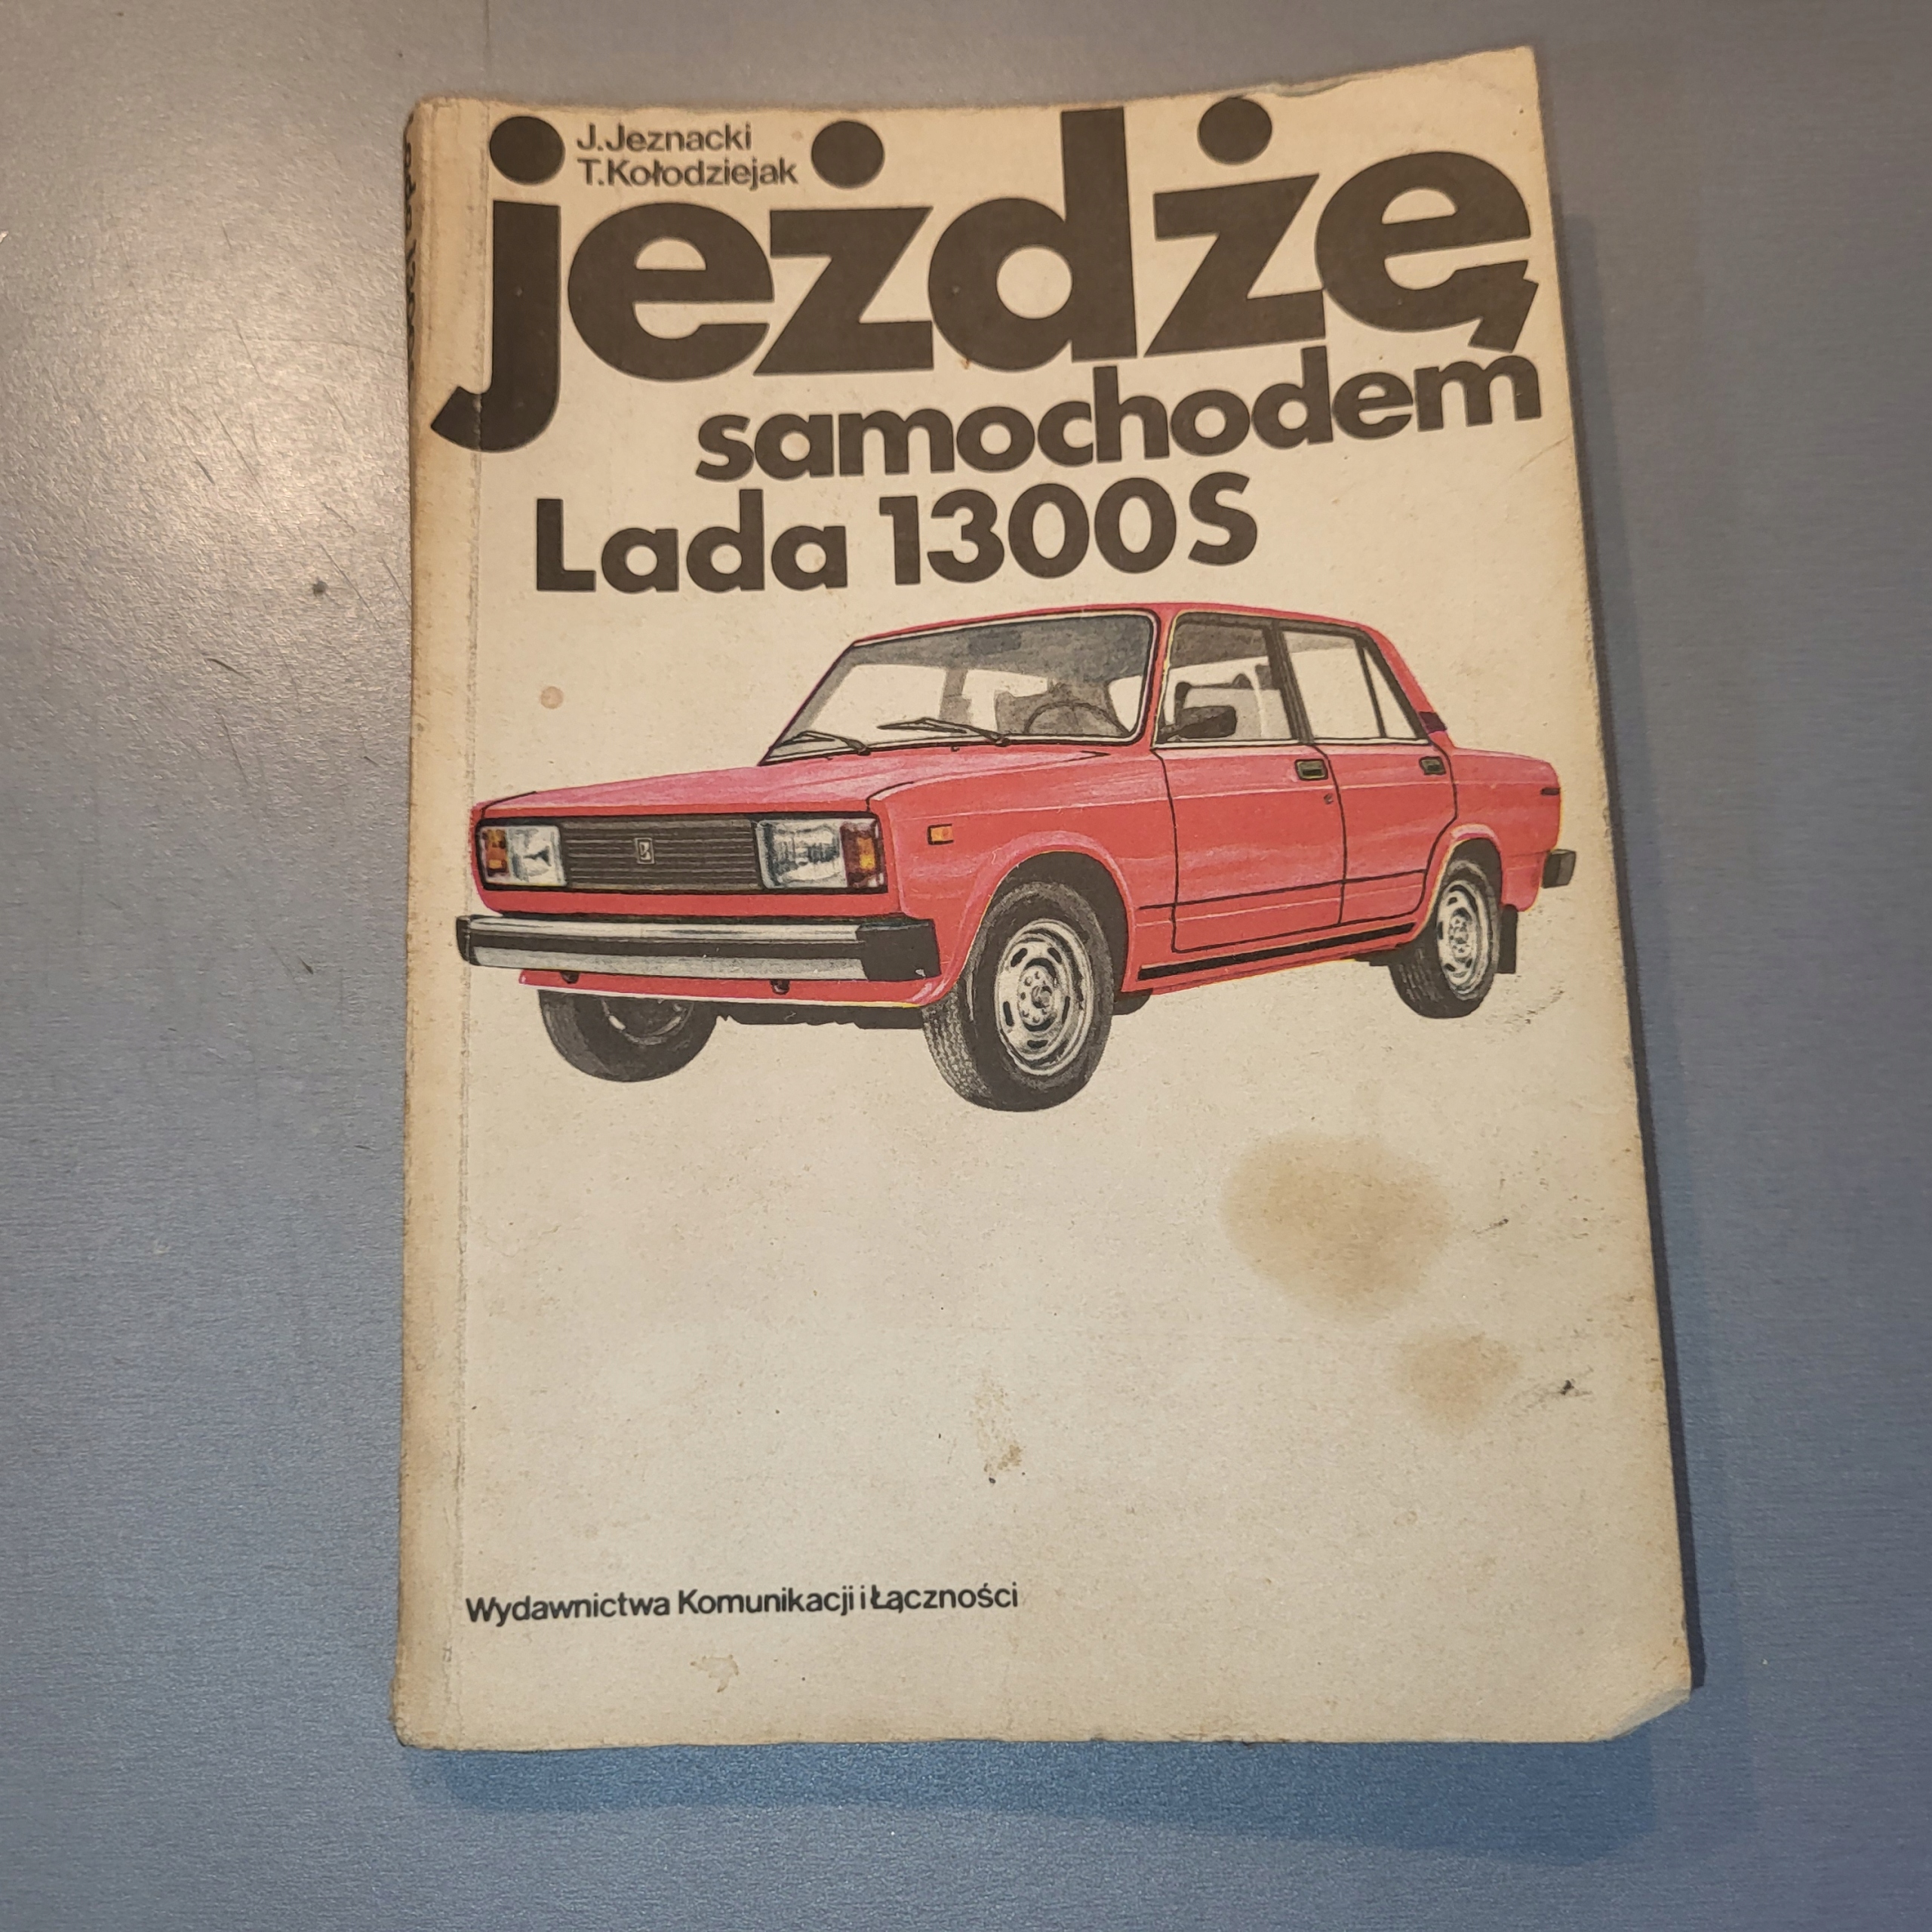 J.Jeznacki
T.Kołodziejak
jeżdżę
samochodem
Lada 1300S
Wydawnictwa Komunikacji i Łączności